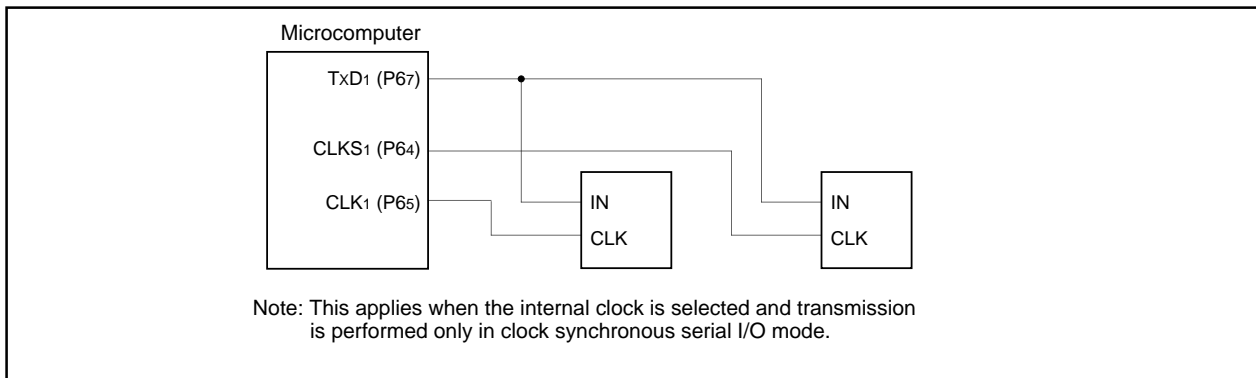 Microcomputer
TxD1 (P67)
CLKS1 (P64)
CLK1 (P65)
IN
CLK
IN
CLK
Note: This applies when the internal clock is selected and transmission
is performed only in clock synchronous serial I/O mode.